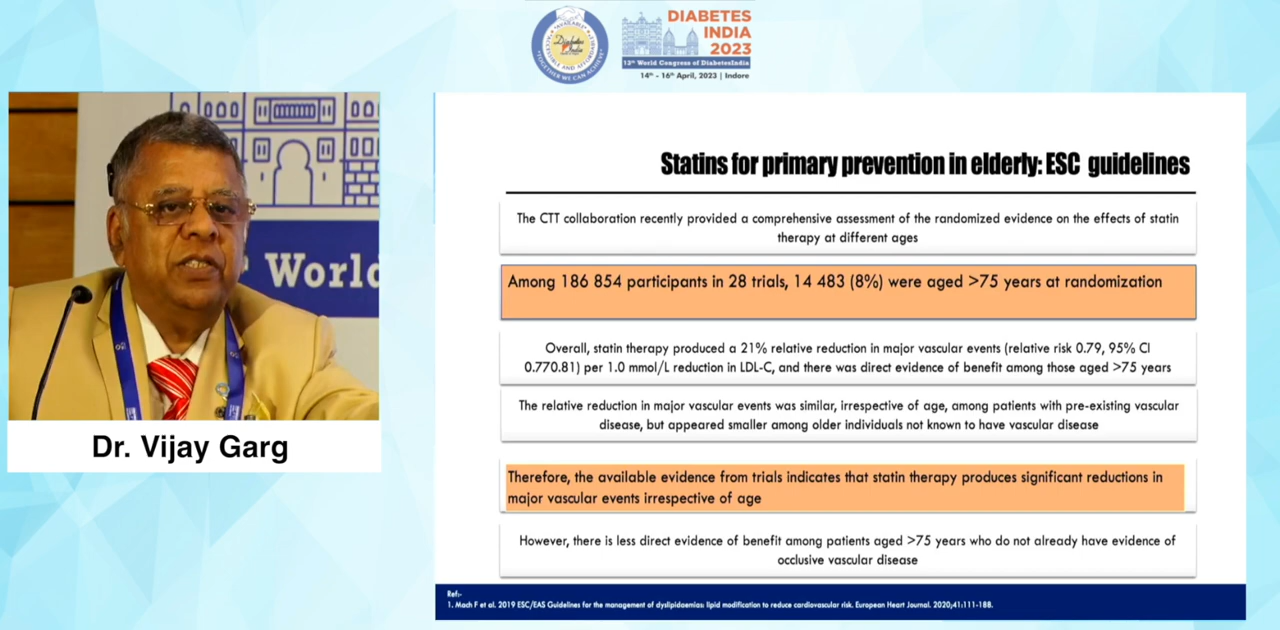 DIABETES
INDIA
2023
13th World Congress of DiabetesIndia
14th - 16th April, 2023 | Indore
World
Dr. Vijay Garg
Statins for primary prevention in elderly: ESC guidelines
The CTT collaboration recently provided a comprehensive assessment of the randomized evidence on the effects of statin
therapy at different ages
Among 186 854 participants in 28 trials, 14 483 (8%) were aged >75 years at randomization
Overall, statin therapy produced a 21% relative reduction in major vascular events (relative risk 0.79, 95% CI
0.770.81) per 1.0 mmol/L reduction in LDL-C, and there was direct evidence of benefit among those aged >75 years
The relative reduction in major vascular events was similar, irrespective of age, among patients with pre-existing vascular
disease, but appeared smaller among older individuals not known to have vascular disease
Therefore, the available evidence from trials indicates that statin therapy produces significant reductions in
major vascular events irrespective of age
However, there is less direct evidence of benefit among patients aged >75 years who do not already have evidence of
occlusive vascular disease
Ref:-
1. Mach F et al. 2019 ESC/EAS Guidelines for the management of dyslipidaemias: lipid modification to reduce cardiovascular risk. European Heart Journal. 2020;41:111-188.